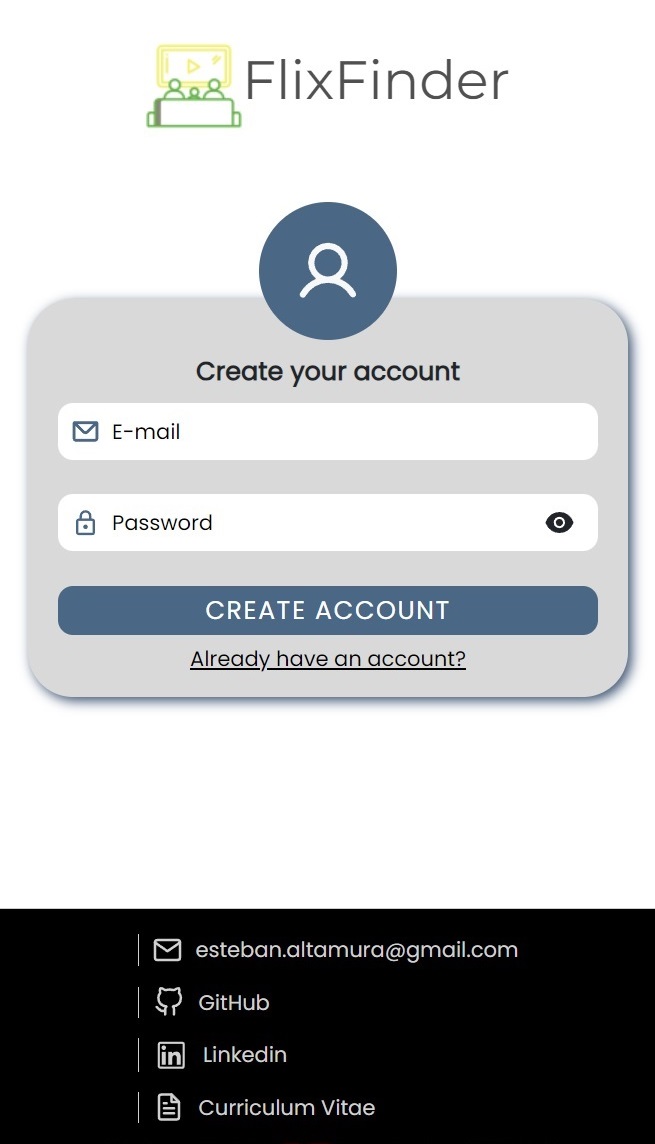 FlixFinder
Create your account
E-mail
Password
CREATE ACCOUNT
Already have an account?
esteban.altamura@gmail.com
GitHub
Linkedin
Curriculum Vitae